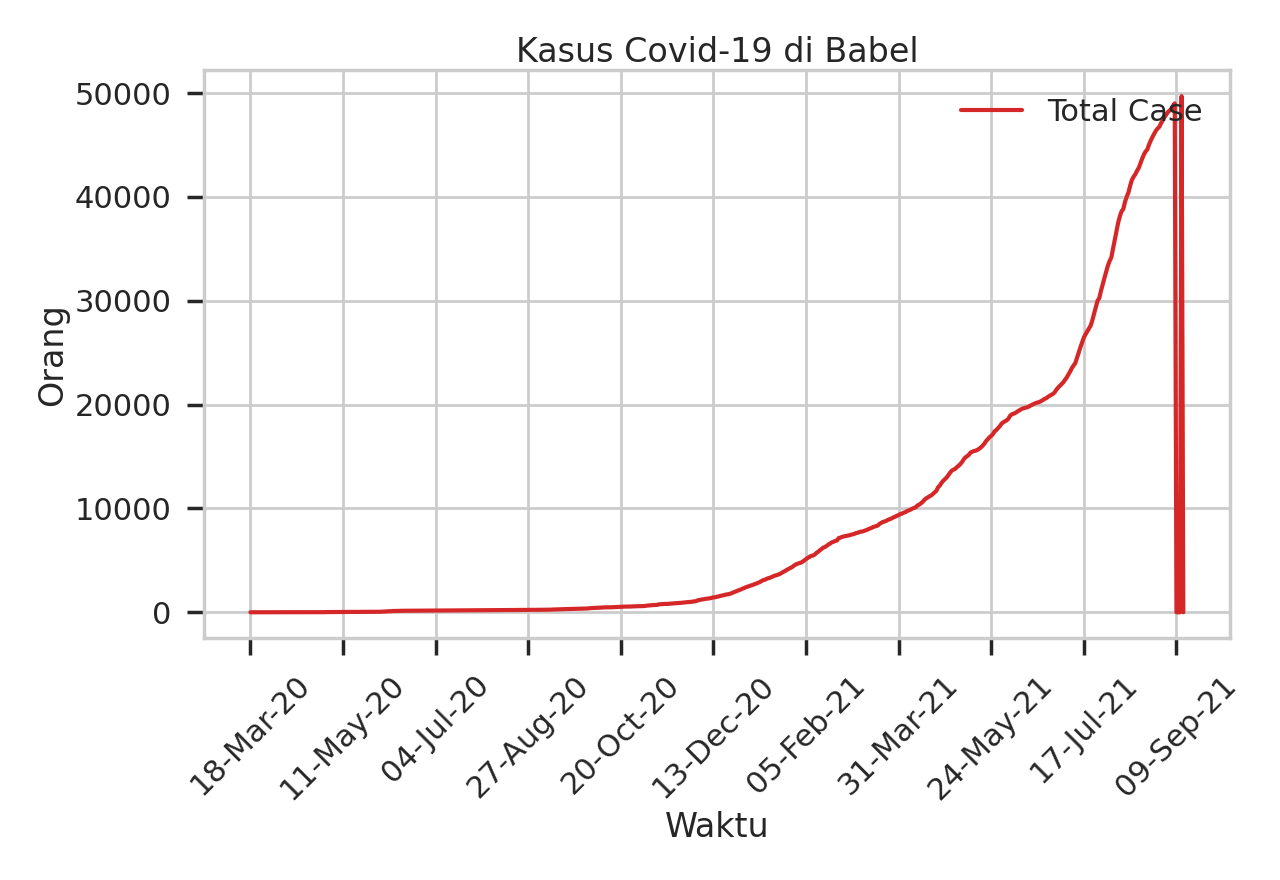 Kasus Covid-19 di Babel
Total Case
50000
40000
30000
20000
10000
0
Orang
18-Mar-20
11-May-20
04-Jul-20
27-Aug-20
20-Oct-20
13-Dec-20
05-Feb-21
31-Mar-21
24-May-21
17-Jul-21
09-Sep-21
Waktu